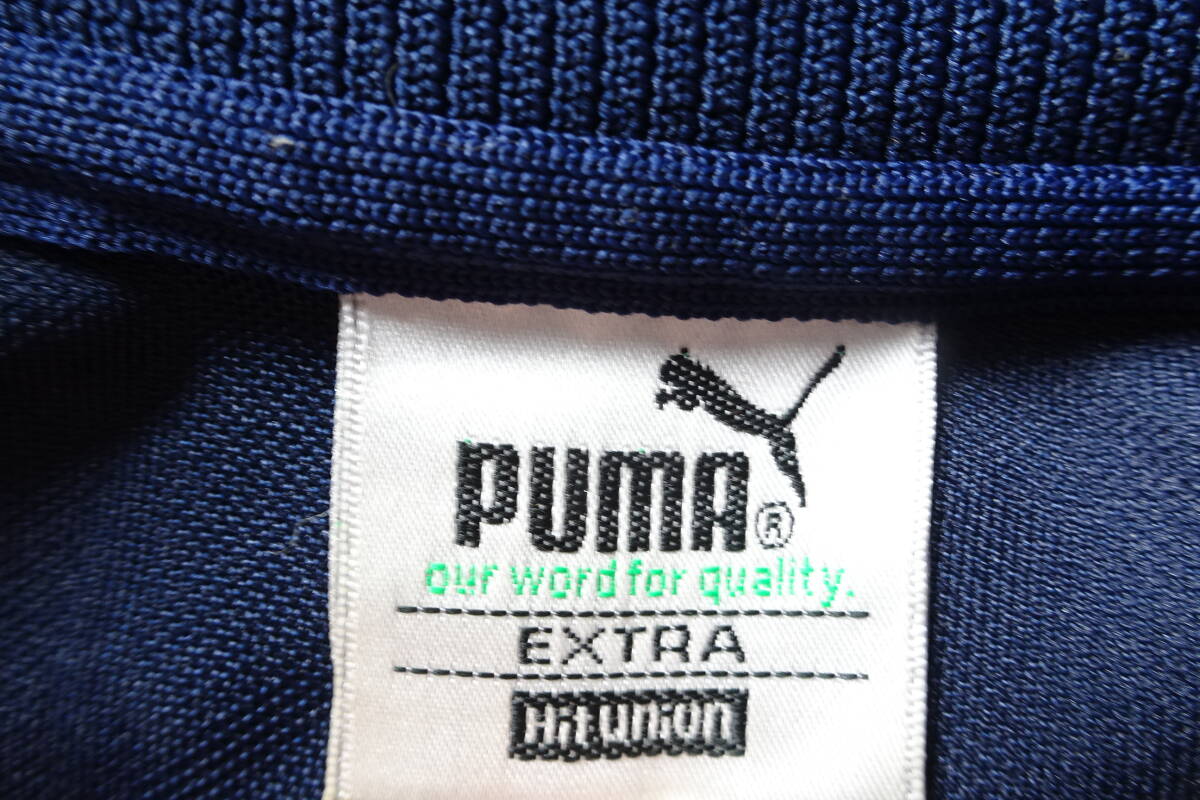 PUMA®
our word for quality.
EXTRA
Hit Union